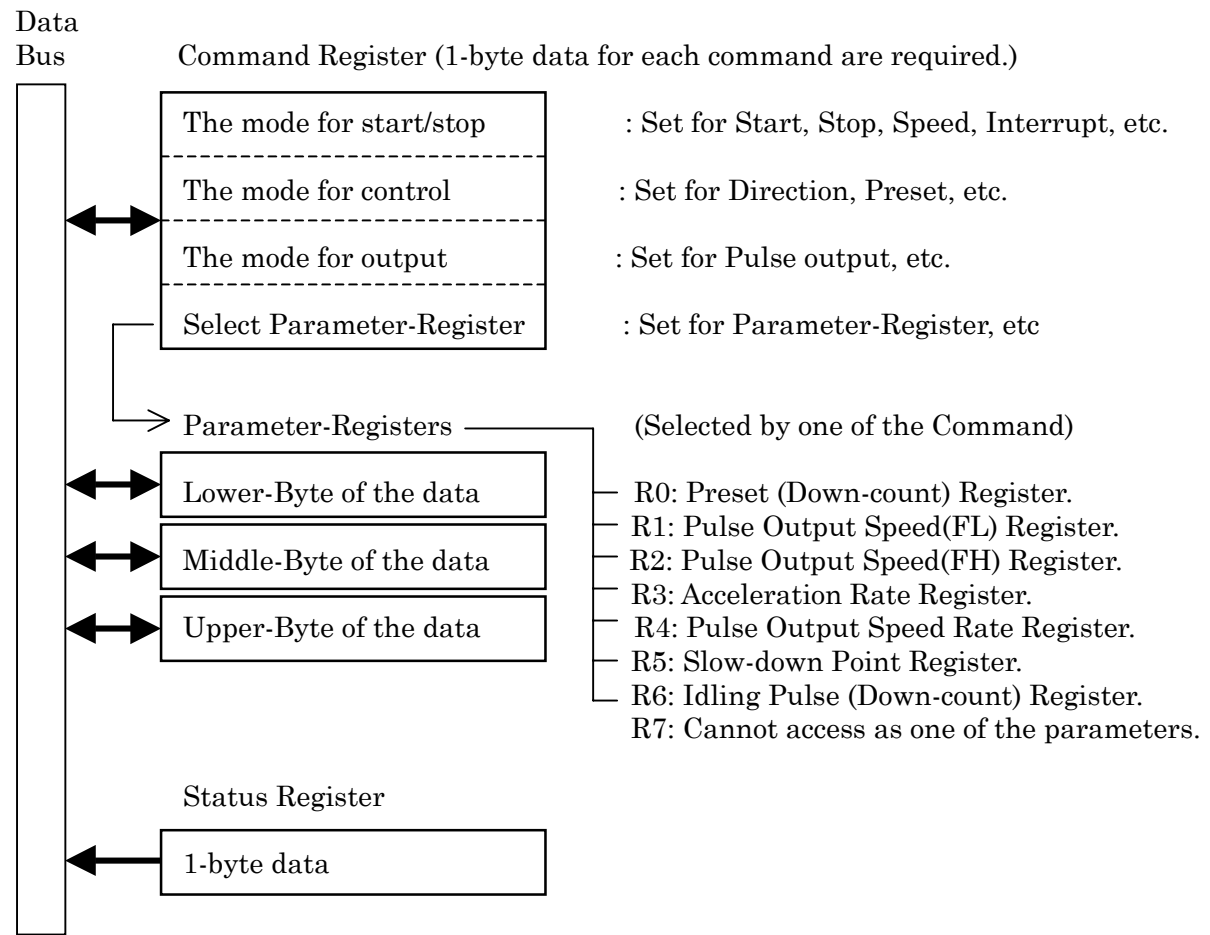 Data
Bus
Command Register (1-byte data for each command are required.)
The mode for start/stop : Set for Start, Stop, Speed, Interrupt, etc.
The mode for control : Set for Direction, Preset, etc.
The mode for output : Set for Pulse output, etc.
Select Parameter-Register : Set for Parameter-Register, etc
Parameter-Registers (Selected by one of the Command)
Lower-Byte of the data
Middle-Byte of the data
Upper-Byte of the data
R0: Preset (Down-count) Register.
R1: Pulse Output Speed(FL) Register.
R2: Pulse Output Speed(FH) Register.
R3: Acceleration Rate Register.
R4: Pulse Output Speed Rate Register.
R5: Slow-down Point Register.
R6: Idling Pulse (Down-count) Register.
R7: Cannot access as one of the parameters.
Status Register
1-byte data